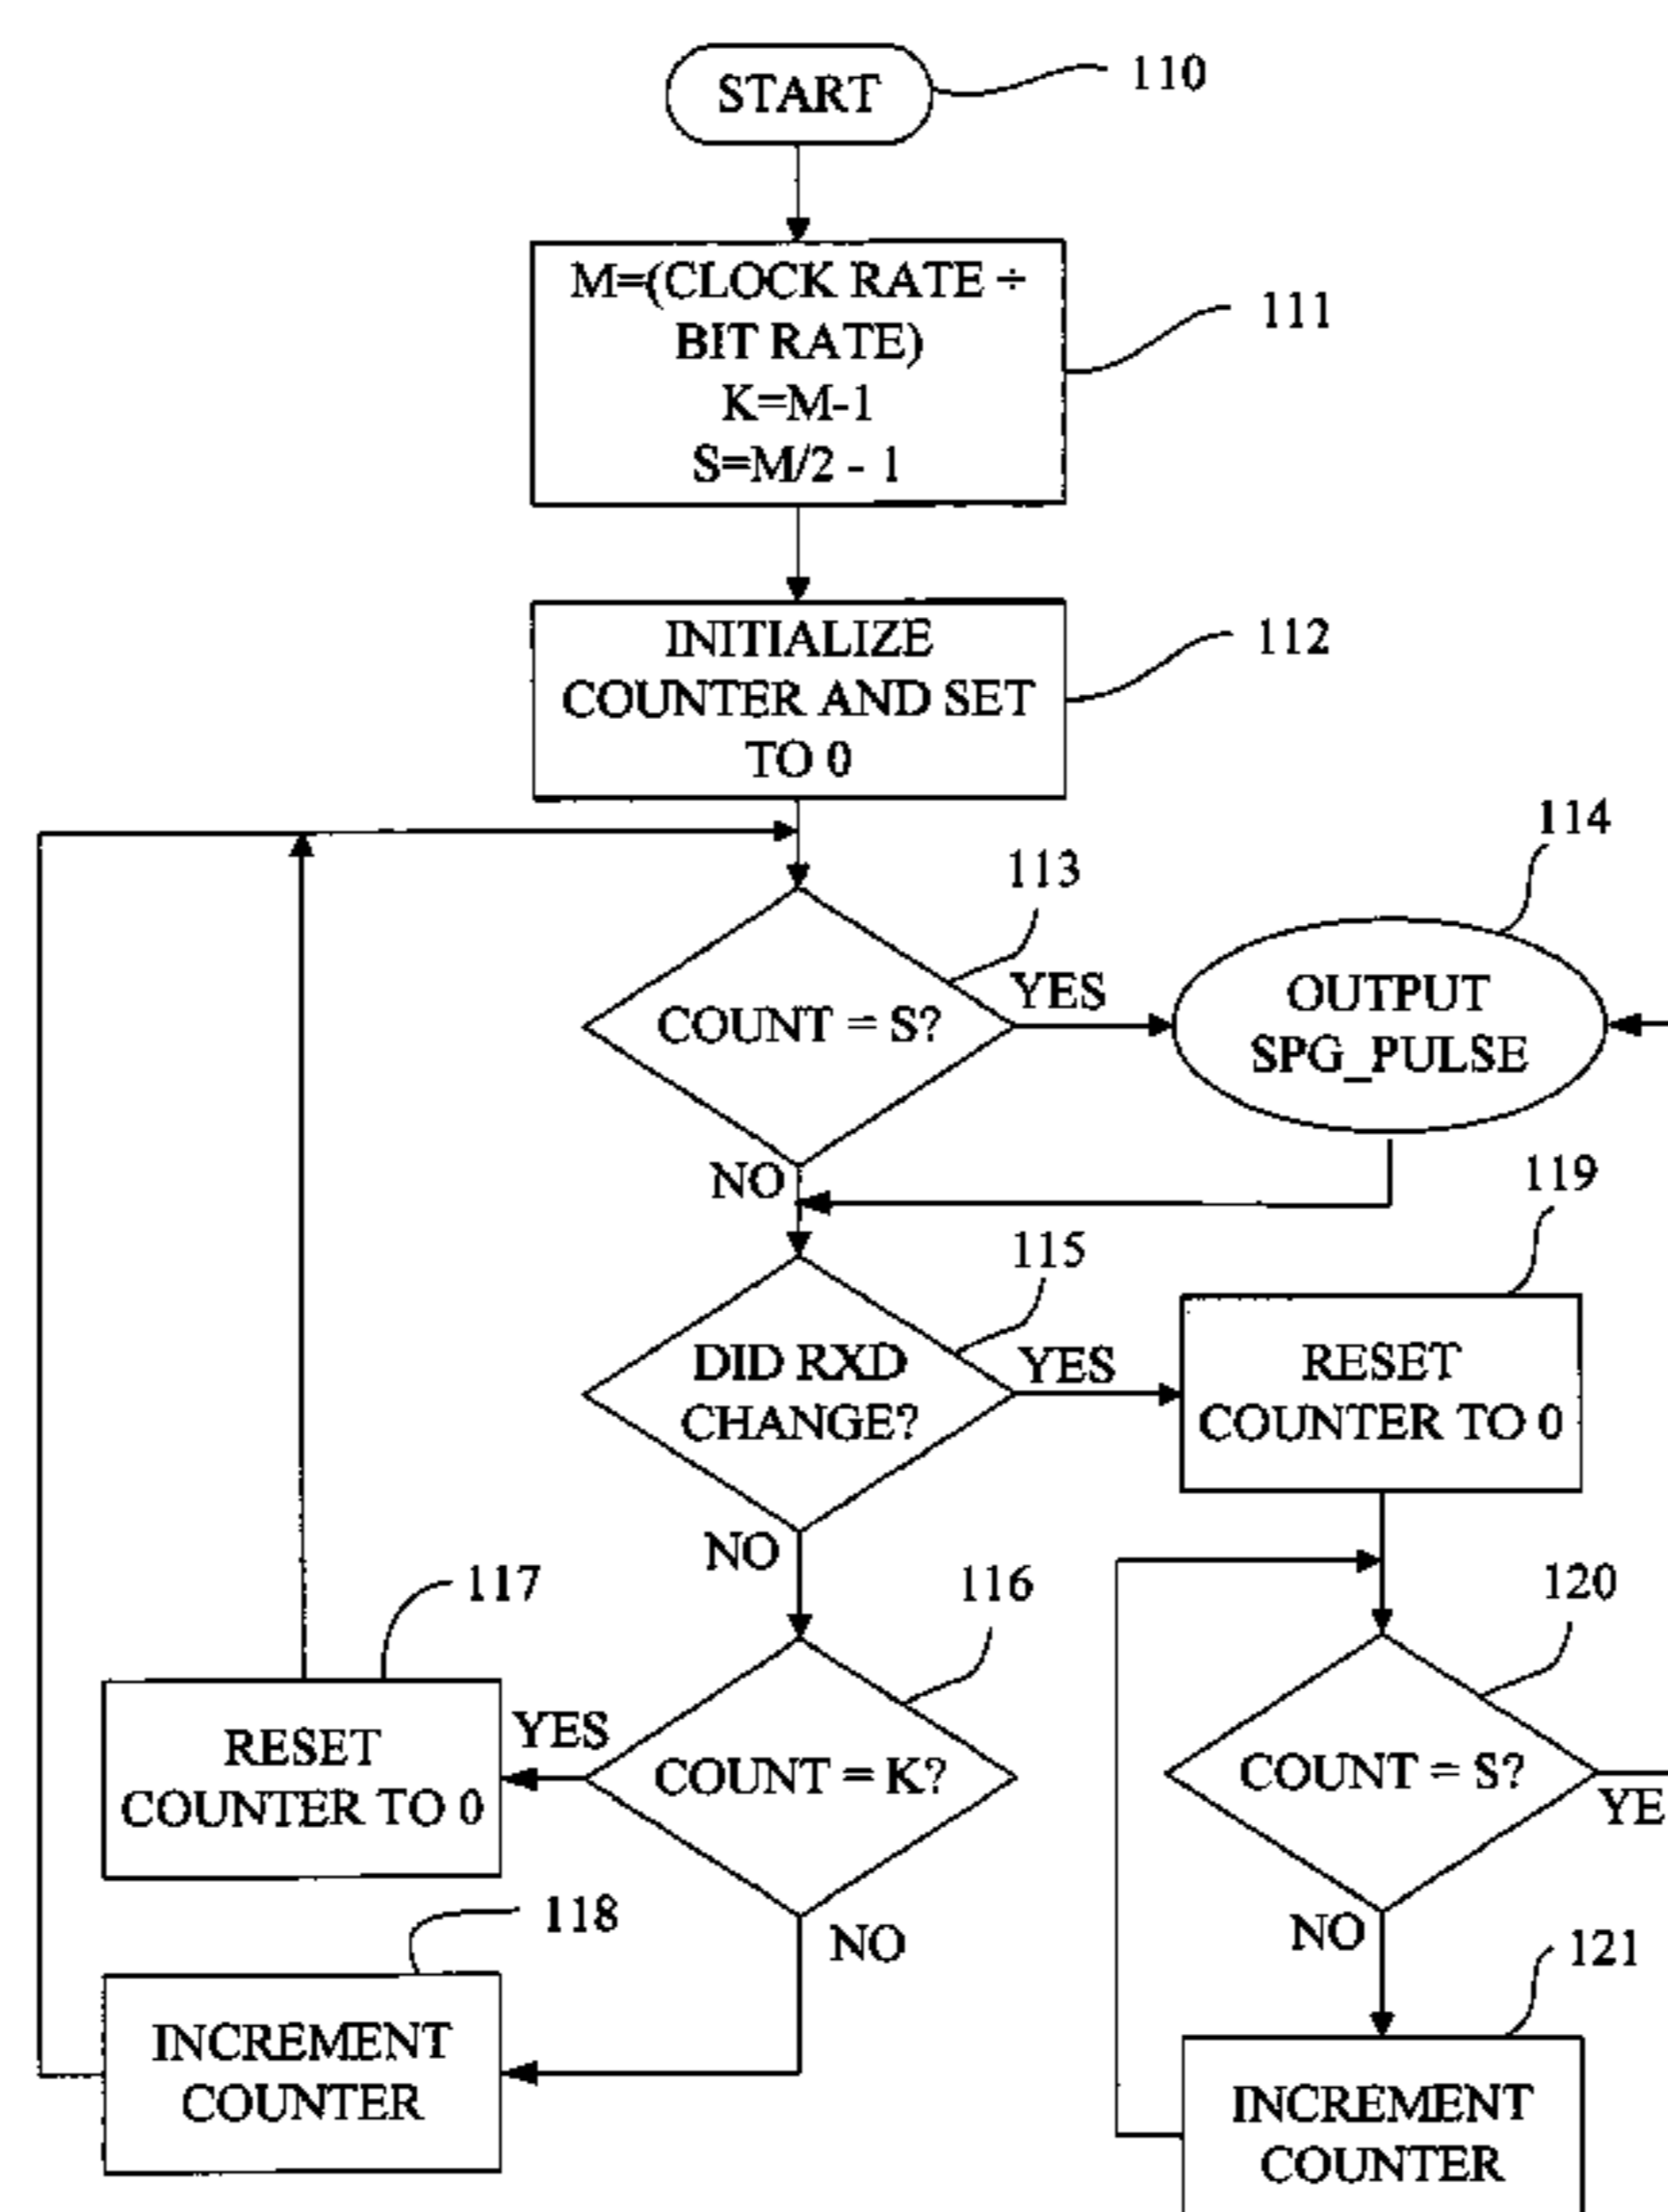 START
110
M=(CLOCK RATE ÷
BIT RATE)
K=M-1
S=M/2 - 1
111
INITIALIZE
COUNTER AND SET
TO 0
112
COUNT = S?
113
YES
NO
OUTPUT
SPG_PULSE
114
DID RXD
CHANGE?
115
YES
NO
RESET
COUNTER TO 0
119
COUNT = K?
116
YES
NO
RESET
COUNTER TO 0
117
COUNT = S?
120
YE
NO
INCREMENT
COUNTER
118
INCREMENT
COUNTER
121